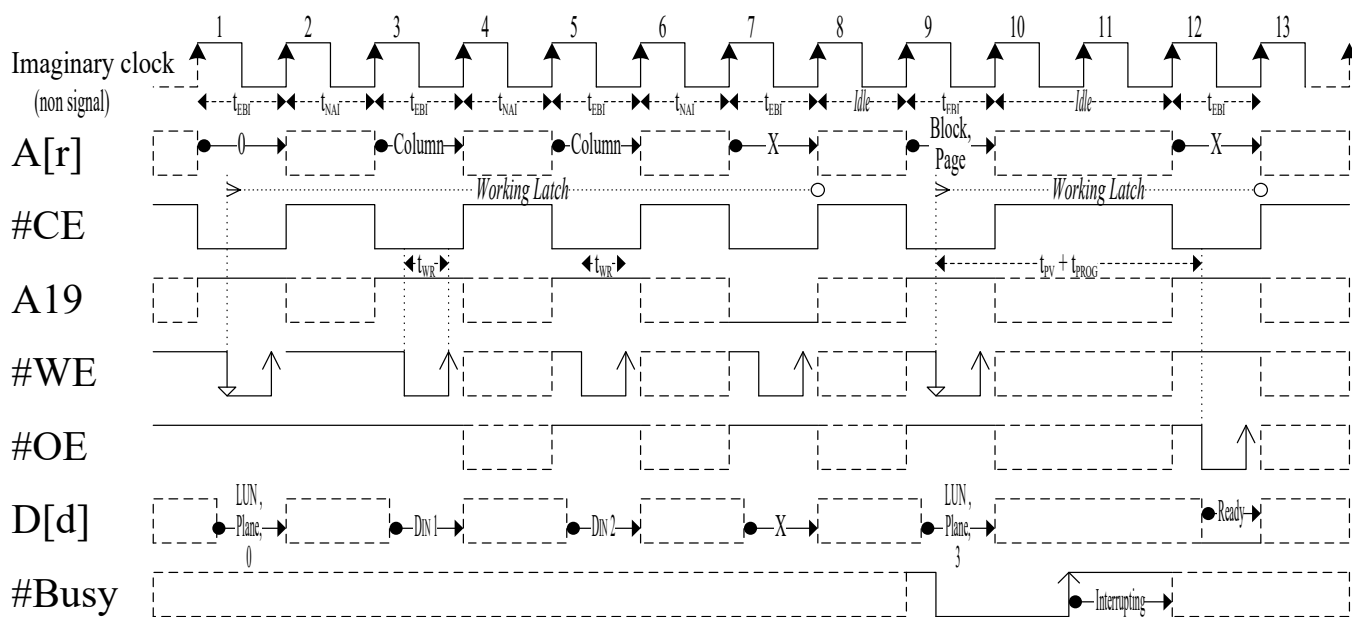 1 2 3 4 5 6 7 8 9 10 11 12 13
Imaginary clock
(non signal)
tEBI tNAI tEBI tNAI tEBI tNAI tEBI Idle tEBI Idle tEBI
A[r] 0 Column Column X Block, Page X
Working Latch Working Latch
#CE
tWR tWR tPV + tPROG
A19
#WE
#OE
D[d] LUN, Plane, 0 DIN 1 DIN 2 X LUN, Plane, 3 Ready
#Busy Interrupting